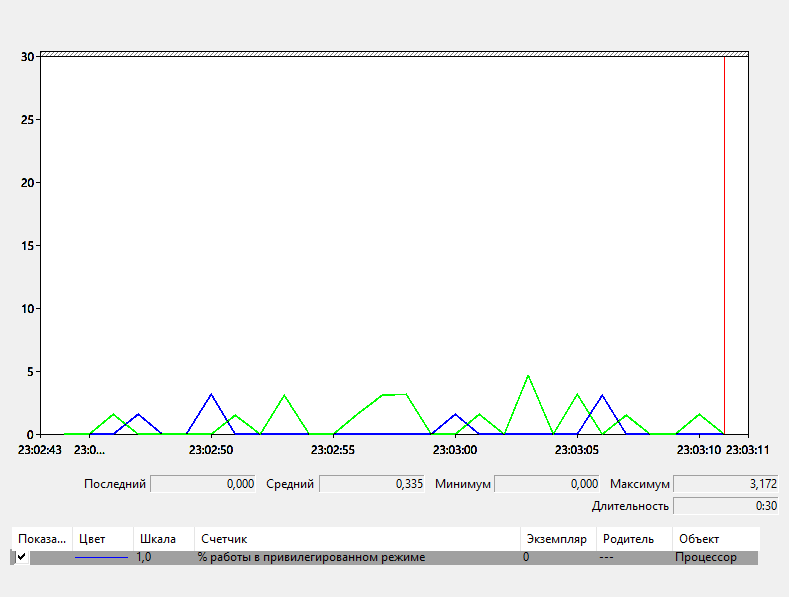 30
25
20
15
10
5
0
23:02:43 23:0... 23:02:50 23:02:55 23:03:00 23:03:05 23:03:10 23:03:11
Последний 0,000 Средний 0,335 Минимум 0,000 Максимум 3,172
Длительность 0:30
Показа... Цвет Шкала Счетчик Экземпляр Родитель Объект
1,0 % работы в привилегированном режиме 0 --- Процессор